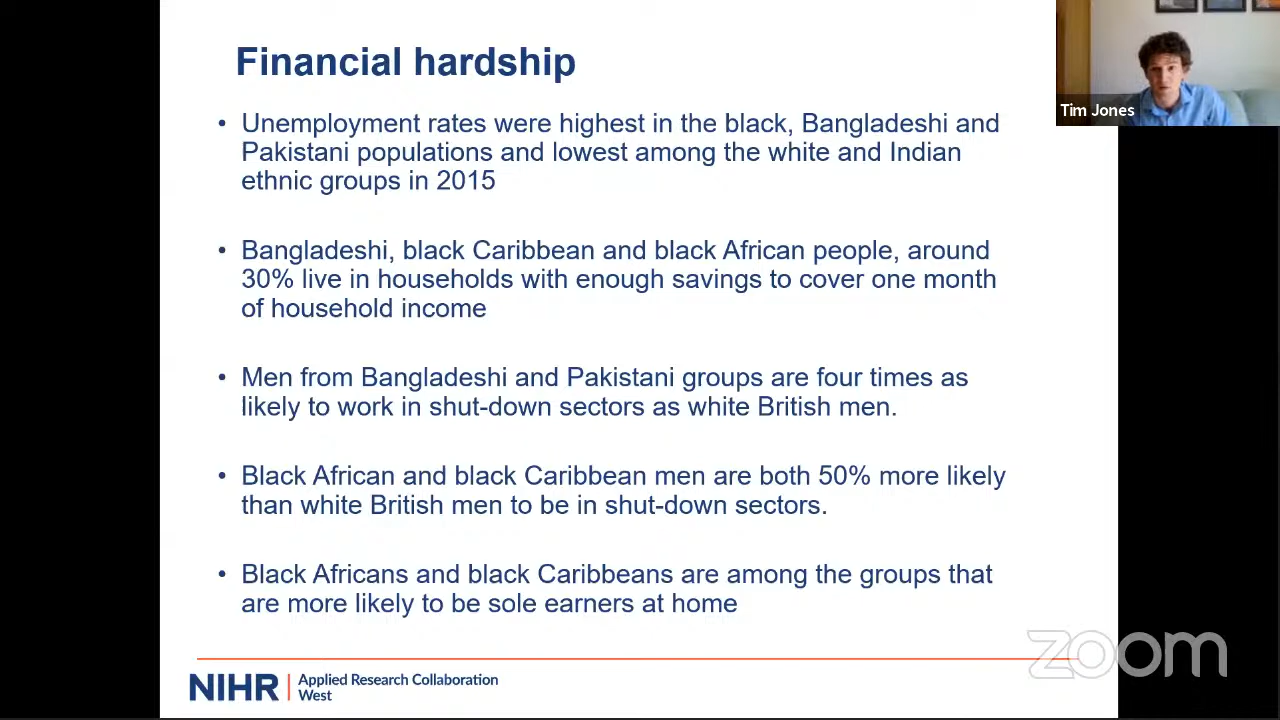 Financial hardship
Tim Jones
• Unemployment rates were highest in the black, Bangladeshi and
Pakistani populations and lowest among the white and Indian
ethnic groups in 2015
• Bangladeshi, black Caribbean and black African people, around
30% live in households with enough savings to cover one month
of household income
• Men from Bangladeshi and Pakistani groups are four times as
likely to work in shut-down sectors as white British men.
• Black African and black Caribbean men are both 50% more likely
than white British men to be in shut-down sectors.
• Black Africans and black Caribbeans are among the groups that
are more likely to be sole earners at home
zoom
NIHR | Applied Research Collaboration
West